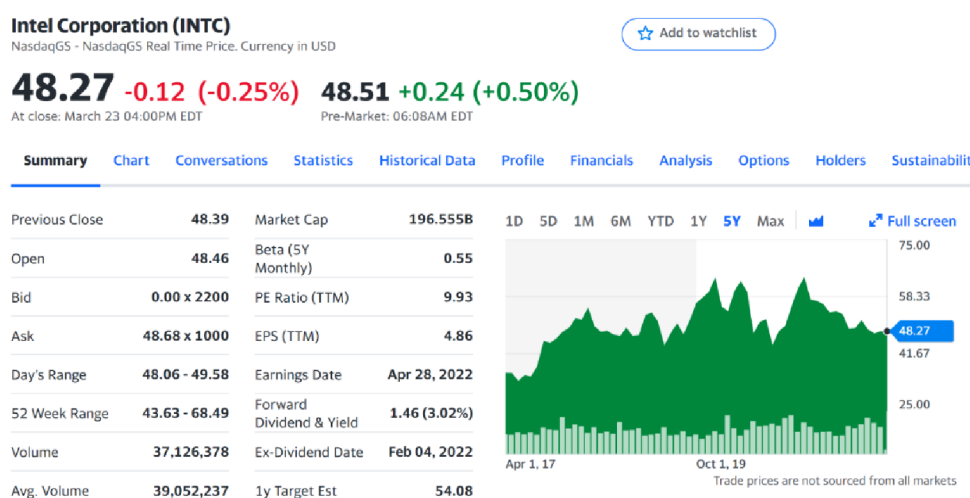 Intel Corporation (INTC)
NasdaqGS - NasdaqGS Real Time Price. Currency in USD
Add to watchlist
48.27 -0.12 (-0.25%) 48.51 +0.24 (+0.50%)
At close: March 23 04:00PM EDT Pre-Market: 06:08AM EDT
Summary Chart Conversations Statistics Historical Data Profile Financials Analysis Options Holders Sustainabilit
Previous Close 48.39
Open 48.46
Bid 0.00 x 2200
Ask 48.68 x 1000
Day's Range 48.06 - 49.58
52 Week Range 43.63 - 68.49
Volume 37,126,378
Avg. Volume 39,052,237
Market Cap 196.555B
Beta (5Y
Monthly) 0.55
PE Ratio (TTM) 9.93
EPS (TTM) 4.86
Earnings Date Apr 28, 2022
Forward
Dividend & Yield 1.46 (3.02%)
Ex-Dividend Date Feb 04, 2022
1y Target Est 54.08
1D 5D 1M 6M YTD 1Y 5Y Max Full screen
75.00
58.33
48.27
41.67
25.00
Apr 1, 17 Oct 1, 19
Trade prices are not sourced from all markets